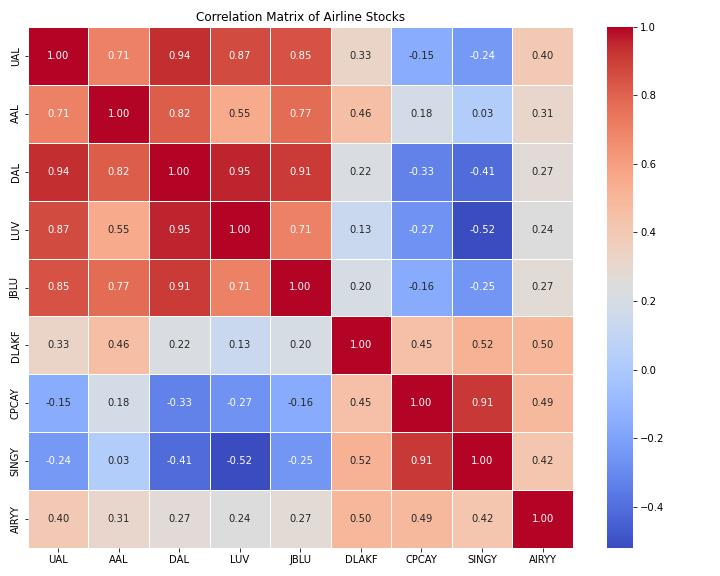 Correlation Matrix of Airline Stocks
UAL 1.00 0.71 0.94 0.87 0.85 0.33 -0.15 -0.24 0.40
AAL 0.71 1.00 0.82 0.55 0.77 0.46 0.18 0.03 0.31
DAL 0.94 0.82 1.00 0.95 0.91 0.22 -0.33 -0.41 0.27
LUV 0.87 0.55 0.95 1.00 0.71 0.13 -0.27 -0.52 0.24
JBLU 0.85 0.77 0.91 0.71 1.00 0.20 -0.16 -0.25 0.27
DLAKF 0.33 0.46 0.22 0.13 0.20 1.00 0.45 0.52 0.50
CPCAY -0.15 0.18 -0.33 -0.27 -0.16 0.45 1.00 0.91 0.49
SINGY -0.24 0.03 -0.41 -0.52 -0.25 0.52 0.91 1.00 0.42
AIRYY 0.40 0.31 0.27 0.24 0.27 0.50 0.49 0.42 1.00
UAL AAL DAL LUV JBLU DLAKF CPCAY SINGY AIRYY
1.0
0.8
0.6
0.4
0.2
0.0
−0.2
−0.4